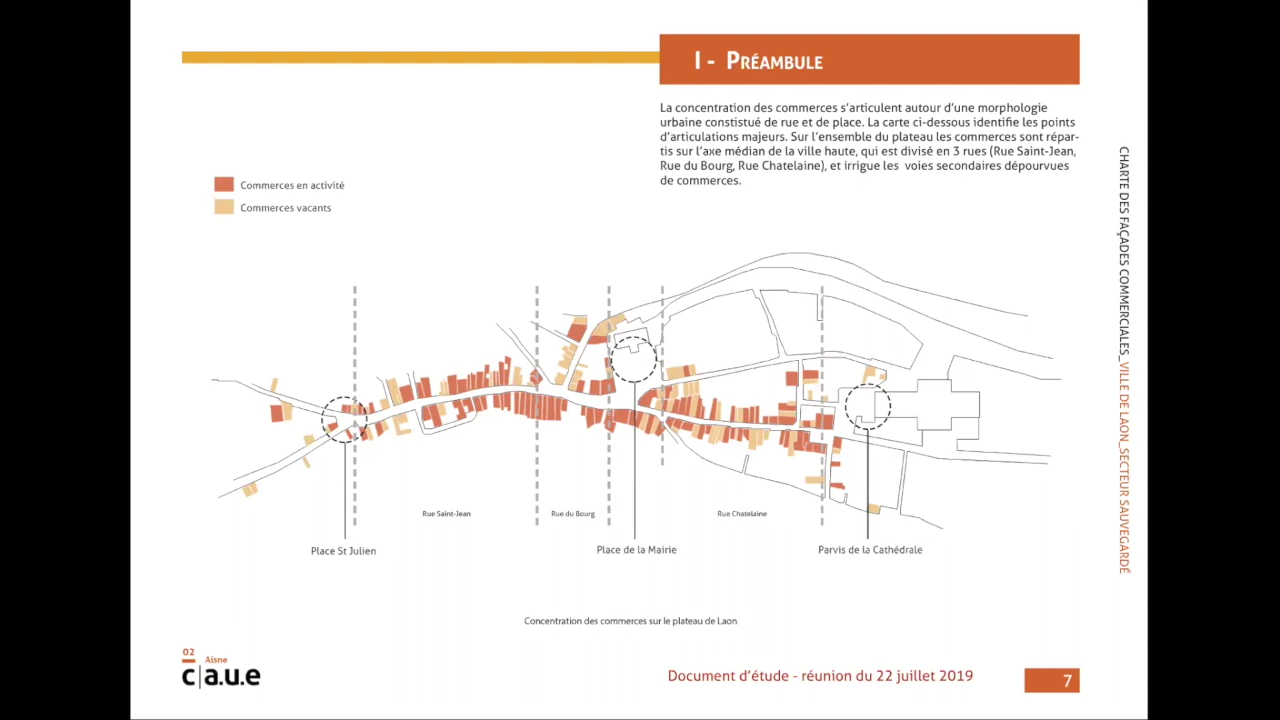 I - Préambule
La concentration des commerces s'articulent autour d'une morphologie
urbaine constistué de rue et de place. La carte ci-dessous identifie les points
d'articulations majeurs. Sur l'ensemble du plateau les commerces sont répar-
tis sur l'axe médian de la ville haute, qui est divisé en 3 rues (Rue Saint-Jean,
Rue du Bourg, Rue Chatelaine), et irrigue les voies secondaires dépourvues
de commerces.
Commerces en activité
Commerces vacants
CHARTE DES FAÇADES COMMERCIALES_VILLE DE LAON_SECTEUR SAUVEGARDÉ
Rue Saint-Jean
Rue du Bourg
Rue Chatelaine
Place St Julien
Place de la Mairie
Parvis de la Cathédrale
Concentration des commerces sur le plateau de Laon
02
Aisne
c|a.u.e
Document d'étude - réunion du 22 juillet 2019
7